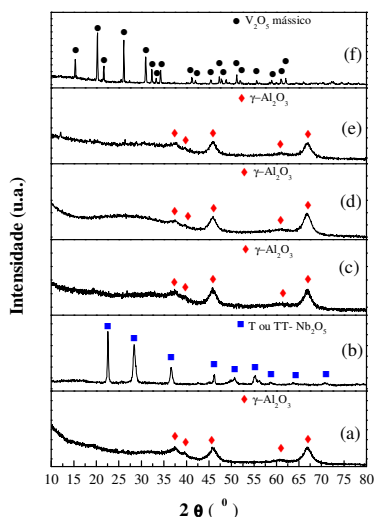 V₂O₅ mássico
(f)
γ–Al₂O₃
(e)
γ–Al₂O₃
(d)
γ–Al₂O₃
(c)
T ou TT- Nb₂O₅
(b)
γ–Al₂O₃
(a)
Intensidade (u.a.)
10 15 20 25 30 35 40 45 50 55 60 65 70 75 80
2 θ ( ⁰ )